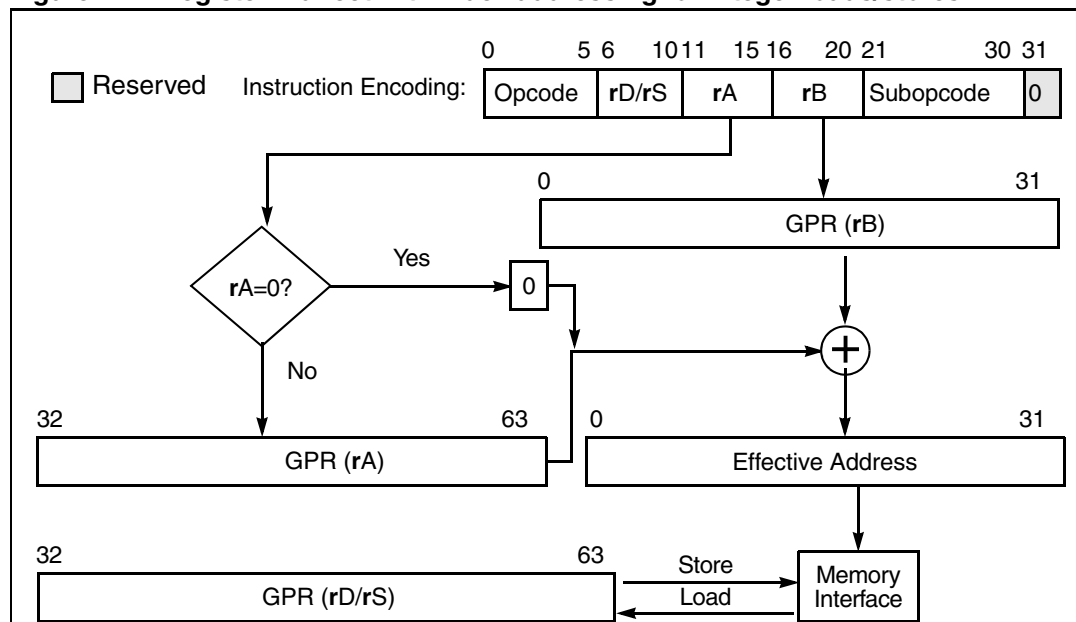 0 5 6 10 11 15 16 20 21 30 31
Reserved Instruction Encoding: Opcode rD/rS rA rB Subopcode 0
0 31
GPR (rB)
Yes
rA=0? 0
+
No
32 63 0 31
GPR (rA) Effective Address
32 63
Store
GPR (rD/rS) Memory
Load Interface